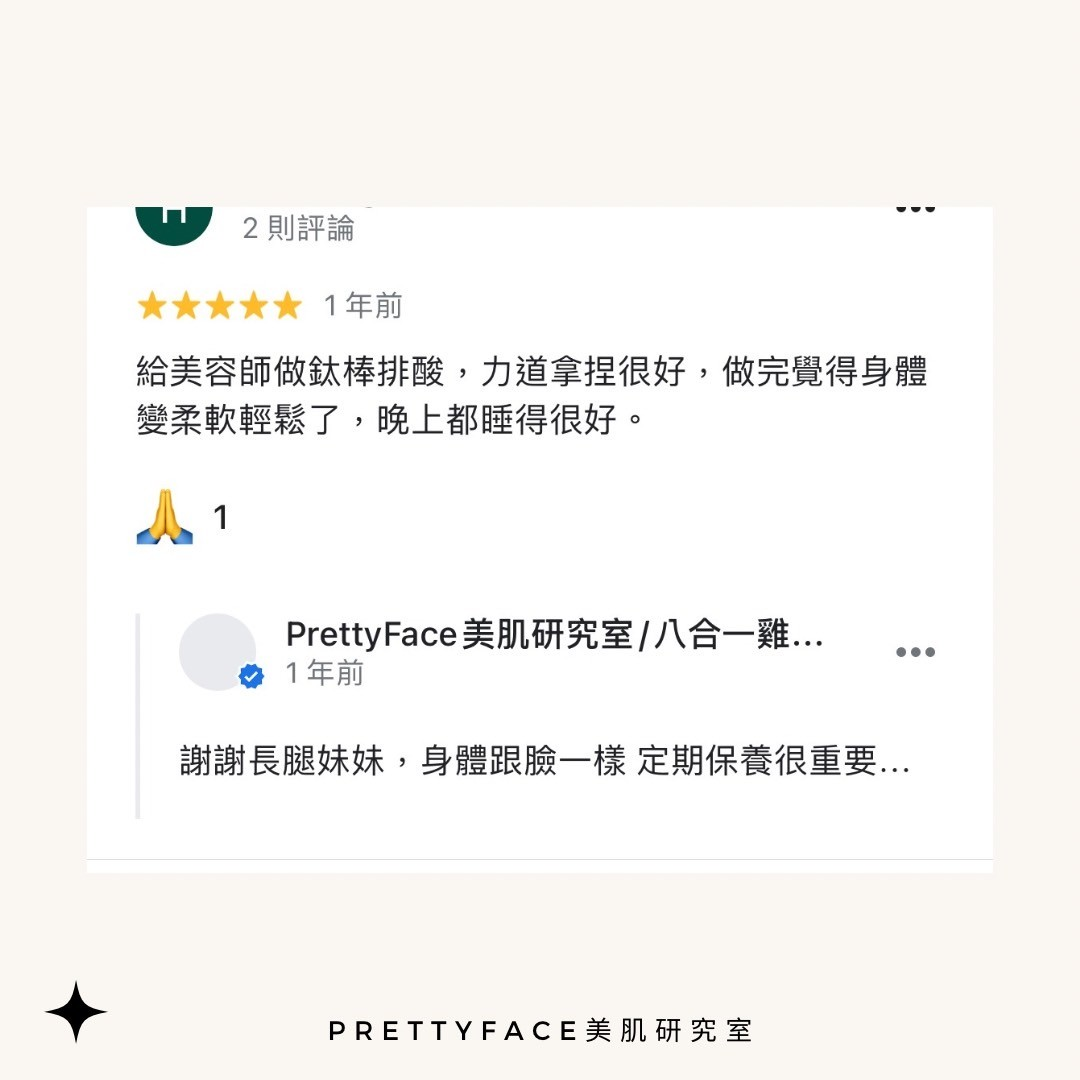 2 則評論
1 年前
給美容師做鈦棒排酸，力道拿捏很好，做完覺得身體
變柔軟輕鬆了，晚上都睡得很好。
🙏 1
PrettyFace美肌研究室/八合一雞...
1 年前
謝謝長腿妹妹，身體跟臉一樣 定期保養很重要...
PRETTYFACE美肌研究室